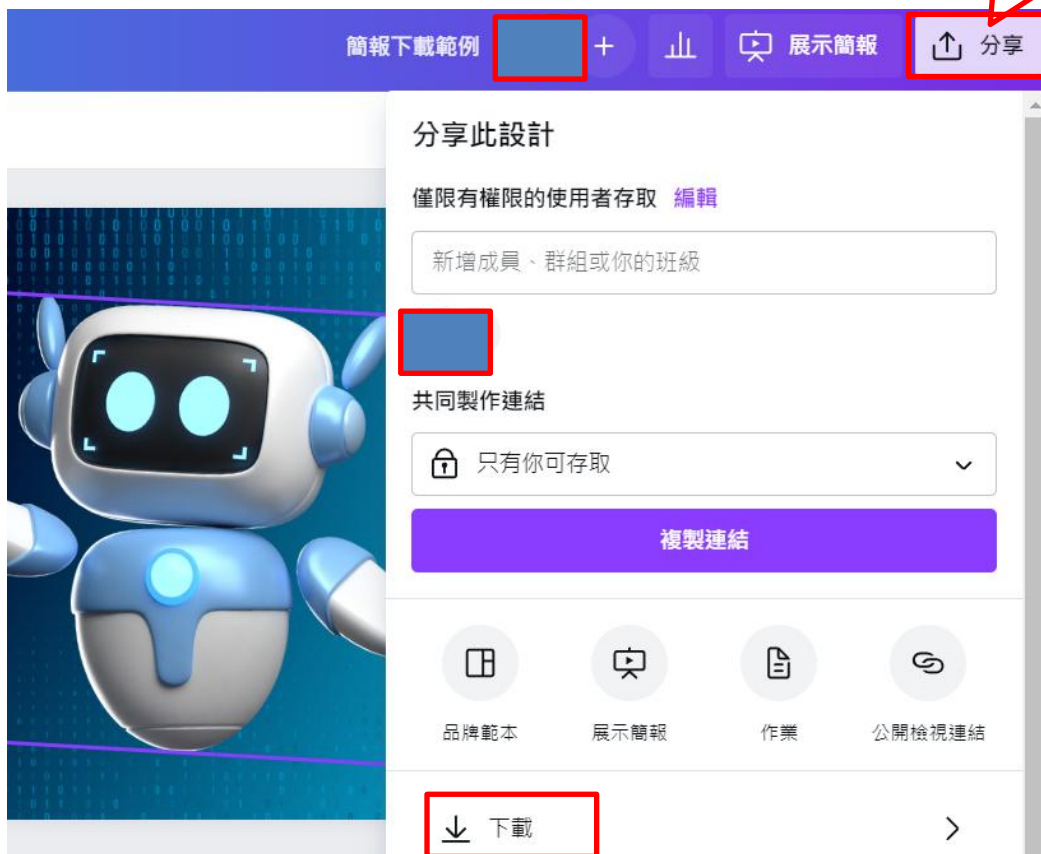 簡報下載範例
展示簡報
分享
分享此設計
僅限有權限的使用者存取 編輯
新增成員、群組或你的班級
共同製作連結
只有你可存取
複製連結
品牌範本
展示簡報
作業
公開檢視連結
下載